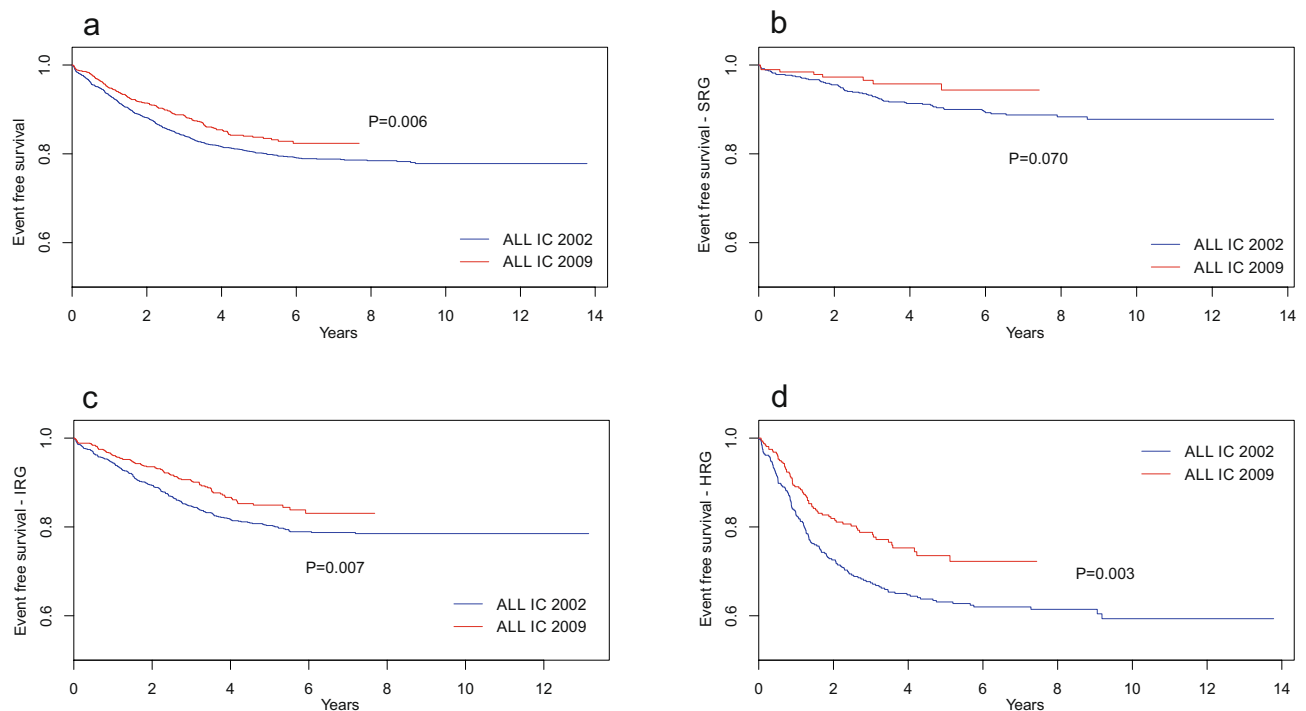 a
Event free survival
1.0
0.8
0.6
P=0.006
ALL IC 2002
ALL IC 2009
0 2 4 6 8 10 12 14
Years
b
Event free survival - SRG
1.0
0.8
0.6
P=0.070
ALL IC 2002
ALL IC 2009
0 2 4 6 8 10 12 14
Years
c
Event free survival - IRG
1.0
0.8
0.6
P=0.007
ALL IC 2002
ALL IC 2009
0 2 4 6 8 10 12
Years
d
Event free survival - HRG
1.0
0.8
0.6
ALL IC 2002
ALL IC 2009
P=0.003
0 2 4 6 8 10 12 14
Years